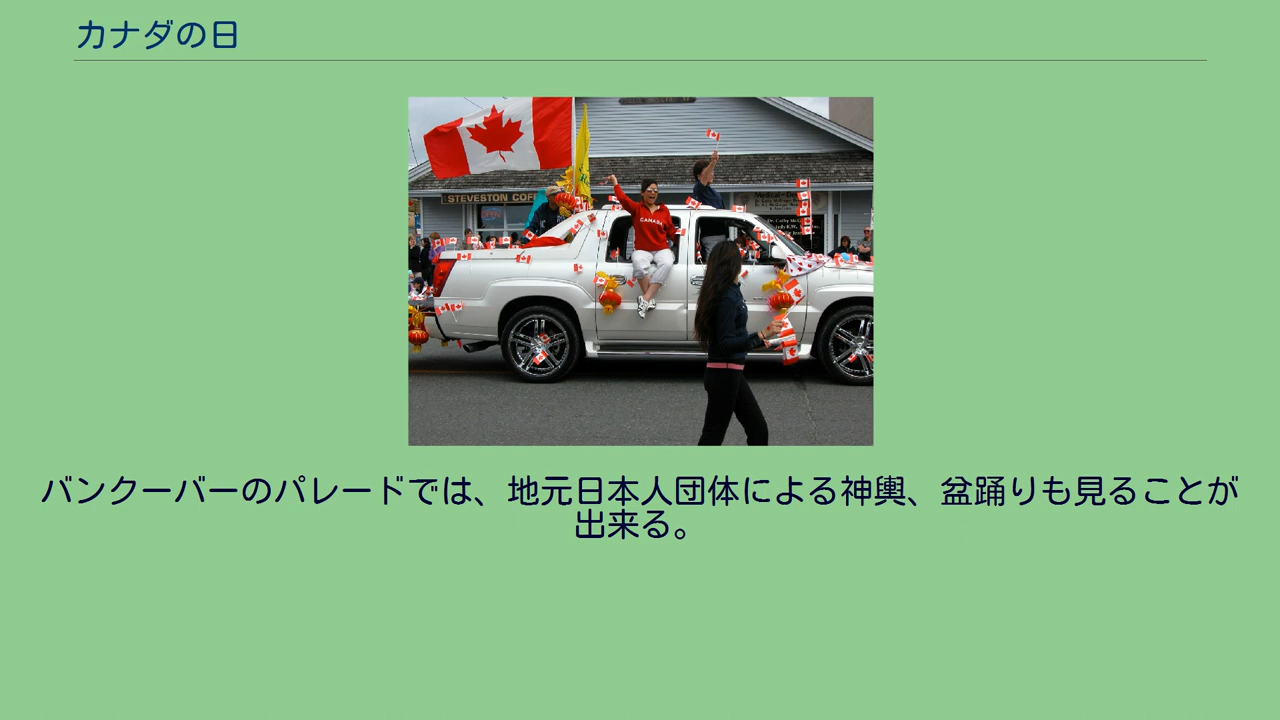 カナダの日
STEVESTON COF
OPEN
CANADA
バンクーバーのパレードでは、地元日本人団体による神輿、盆踊りも見ることが
出来る。